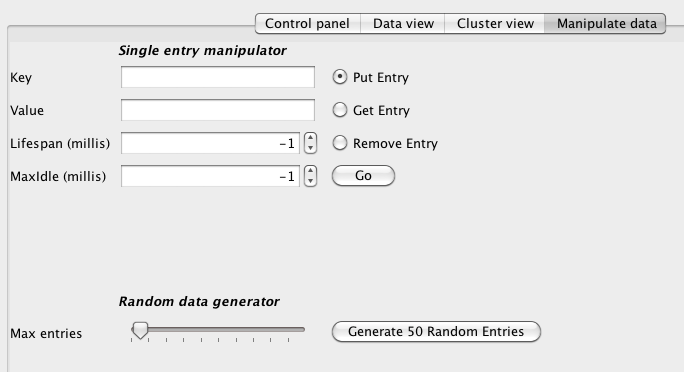 Control panel Data view Cluster view Manipulate data
Single entry manipulator
Key Put Entry
Value Get Entry
Lifespan (millis) -1 Remove Entry
MaxIdle (millis) -1 Go
Random data generator
Max entries Generate 50 Random Entries